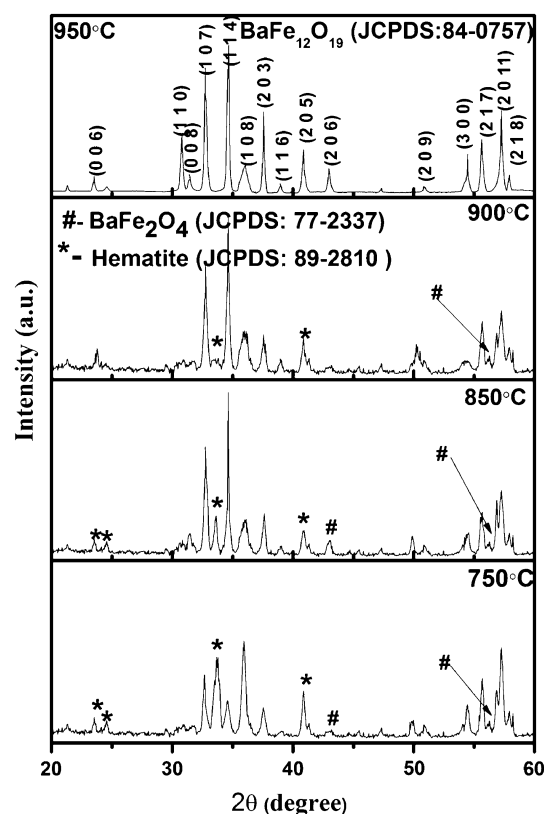 950°C BaFe12O19 (JCPDS:84-0757)
(0 0 6)
(1 1 0)
(0 0 8)
(1 0 7)
(1 1 4)
(1 0 8)
(2 0 3)
(1 1 6)
(2 0 5)
(2 0 6)
(2 0 9)
(3 0 0)
(2 1 7)
(2 0 11)
(2 1 8)
#- BaFe2O4 (JCPDS: 77-2337)
900°C
*- Hematite (JCPDS: 89-2810 )
#
* *
850°C
#
* * * * #
750°C
* #
* * * #
Intensity (a.u.)
20 30 40 50 60
2θ (degree)